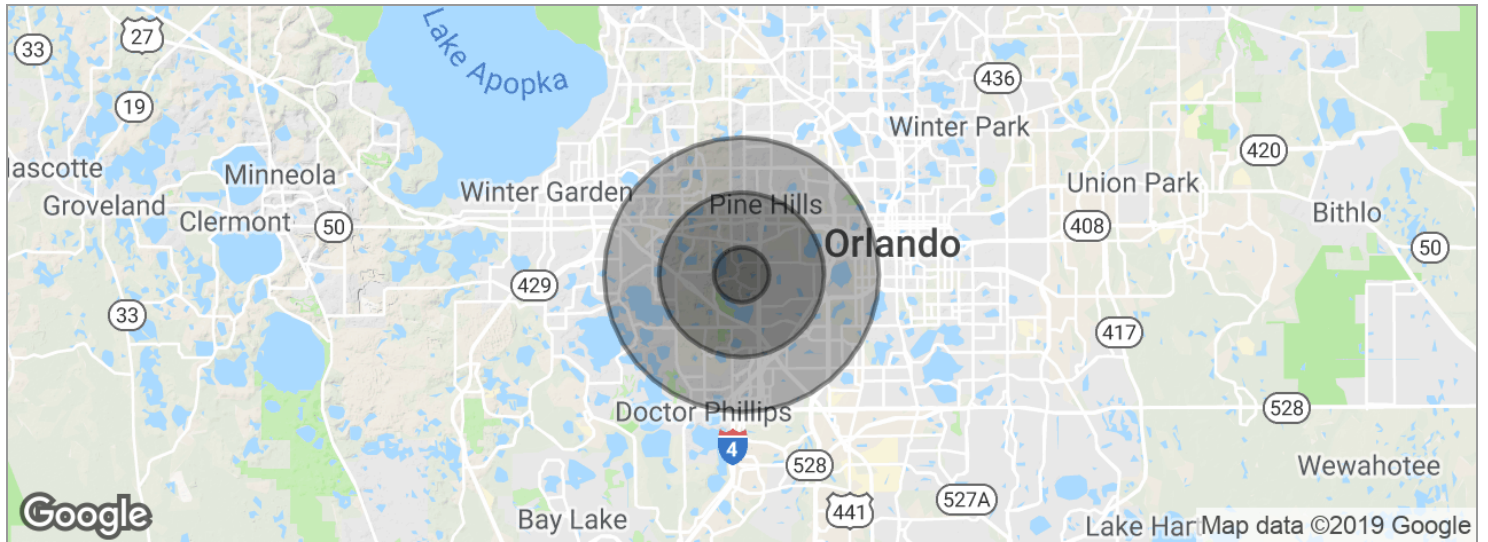 27
33
Lake Apopka
436
19
Winter Park
420
lascotte
Minneola
Winter Garden
Union Park
Groveland
Pine Hills
Bithlo
Clermont
50
408
Orlando
50
429
33
417
Doctor Phillips
528
4
528
Wewahotee
527A
441
Google
Bay Lake
Lake Har
Map data ©2019 Google